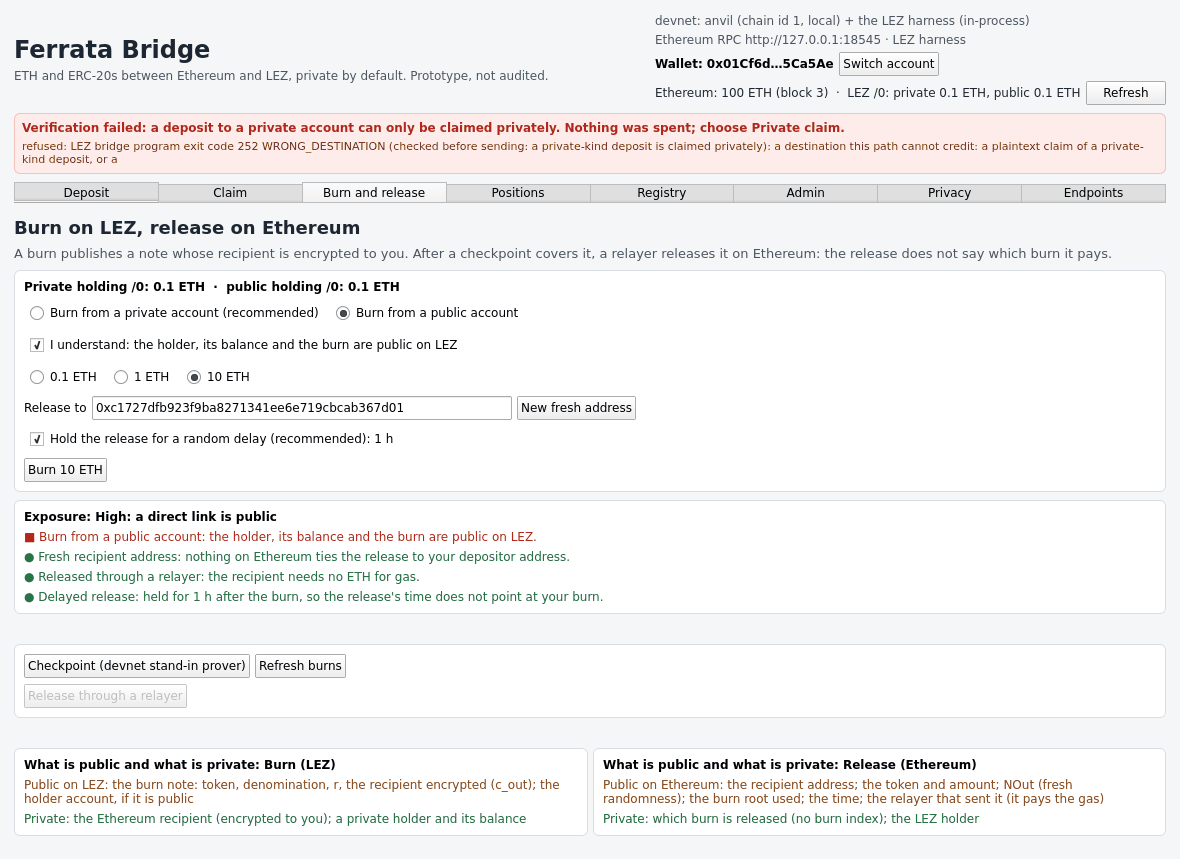 Ferrata Bridge
ETH and ERC-20s between Ethereum and LEZ, private by default. Prototype, not audited.
devnet: anvil (chain id 1, local) + the LEZ harness (in-process)
Ethereum RPC http://127.0.0.1:18545 · LEZ harness
Wallet: 0x01Cf6d...5Ca5Ae Switch account
Ethereum: 100 ETH (block 3) · LEZ /0: private 0.1 ETH, public 0.1 ETH Refresh
Verification failed: a deposit to a private account can only be claimed privately. Nothing was spent; choose Private claim.
refused: LEZ bridge program exit code 252 WRONG_DESTINATION (checked before sending: a private-kind deposit is claimed privately): a destination this path cannot credit: a plaintext claim of a private-
kind deposit, or a
Deposit Claim Burn and release Positions Registry Admin Privacy Endpoints
Burn on LEZ, release on Ethereum
A burn publishes a note whose recipient is encrypted to you. After a checkpoint covers it, a relayer releases it on Ethereum: the release does not say which burn it pays.
Private holding /0: 0.1 ETH · public holding /0: 0.1 ETH
Burn from a private account (recommended) Burn from a public account
I understand: the holder, its balance and the burn are public on LEZ
0.1 ETH 1 ETH 10 ETH
Release to 0xc1727dfb923f9ba8271341ee6e719cbcab367d01 New fresh address
Hold the release for a random delay (recommended): 1 h
Burn 10 ETH
Exposure: High: a direct link is public
Burn from a public account: the holder, its balance and the burn are public on LEZ.
Fresh recipient address: nothing on Ethereum ties the release to your depositor address.
Released through a relayer: the recipient needs no ETH for gas.
Delayed release: held for 1 h after the burn, so the release's time does not point at your burn.
Checkpoint (devnet stand-in prover) Refresh burns
Release through a relayer
What is public and what is private: Burn (LEZ)
Public on LEZ: the burn note: token, denomination, r, the recipient encrypted (c_out); the
holder account, if it is public
Private: the Ethereum recipient (encrypted to you); a private holder and its balance
What is public and what is private: Release (Ethereum)
Public on Ethereum: the recipient address; the token and amount; NOut (fresh
randomness); the burn root used; the time; the relayer that sent it (it pays the gas)
Private: which burn is released (no burn index); the LEZ holder